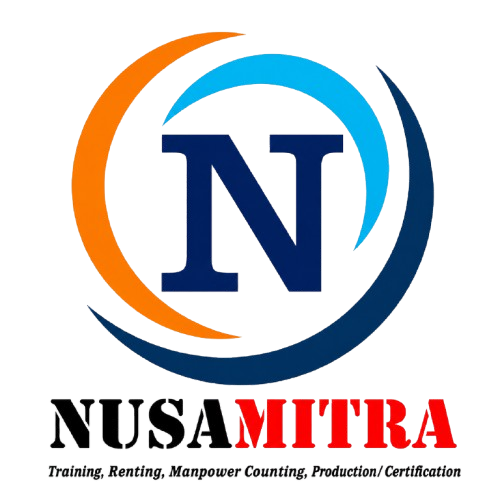 N
NUSAMITRA
Training, Renting, Manpower Counting, Production/Certification